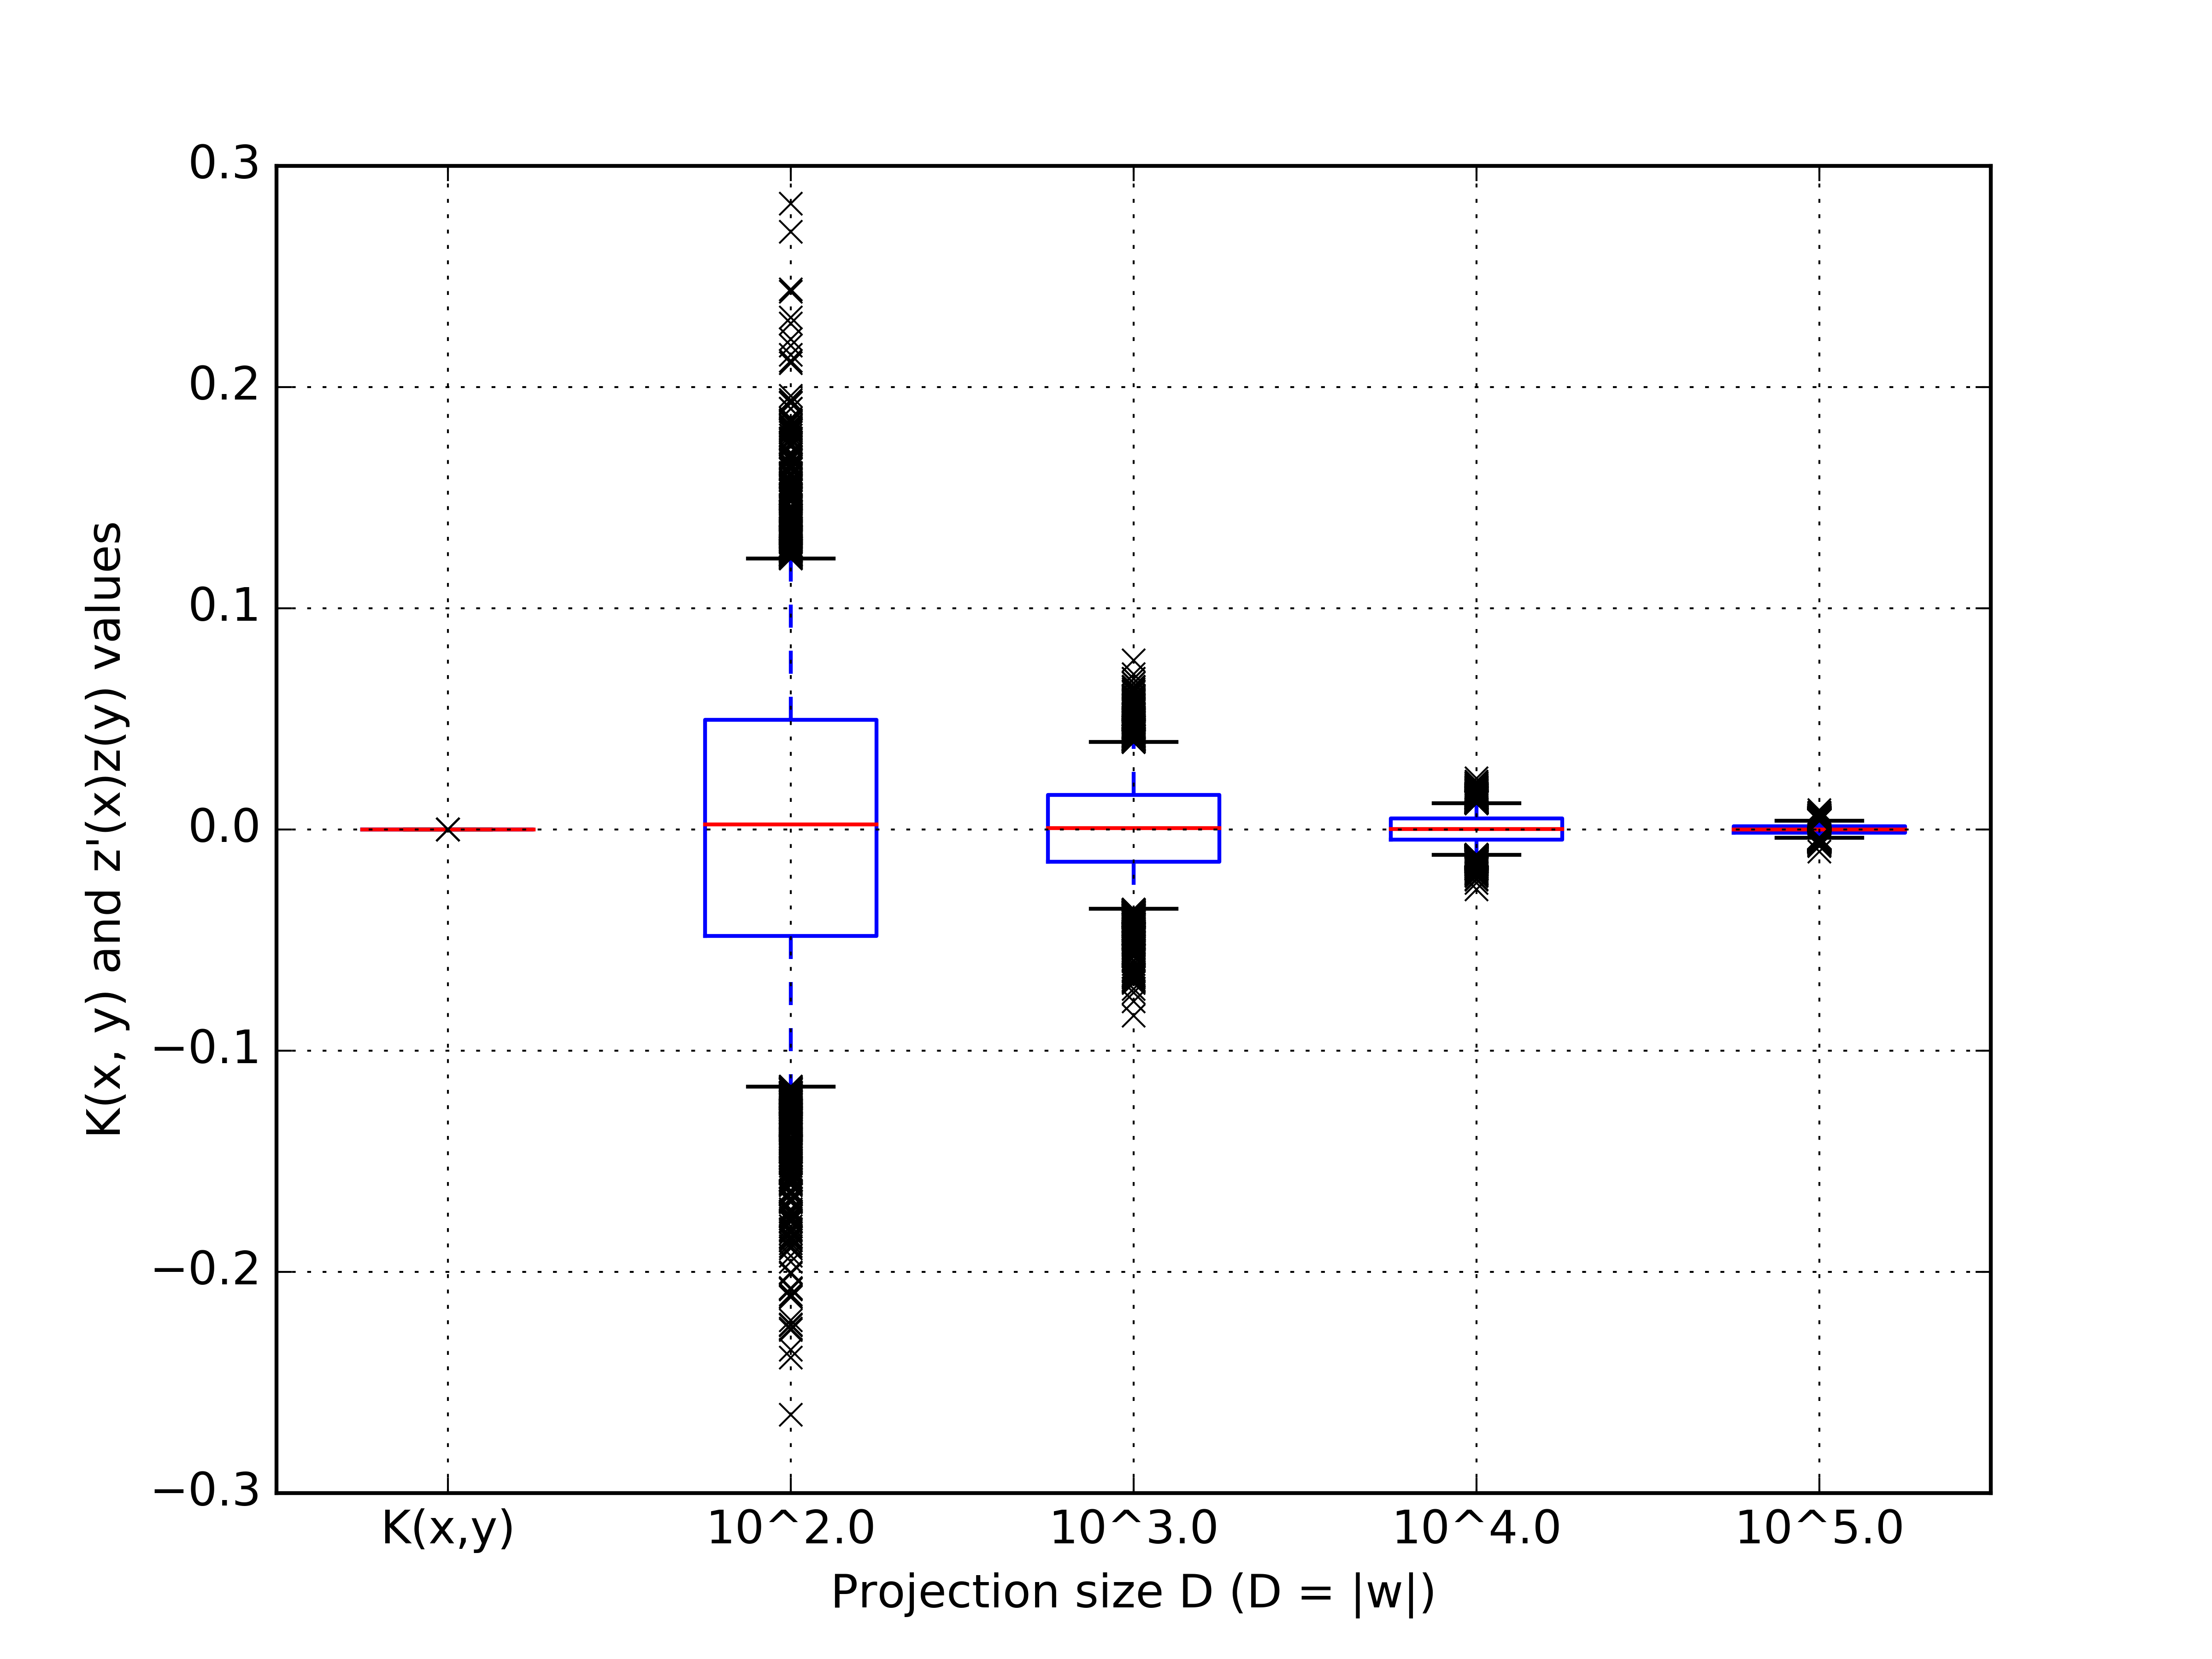 K(x, y) and z'(x)z(y) values
0.3
0.2
0.1
0.0
−0.1
−0.2
−0.3
K(x,y) 10^2.0 10^3.0 10^4.0 10^5.0
Projection size D (D = |w|)